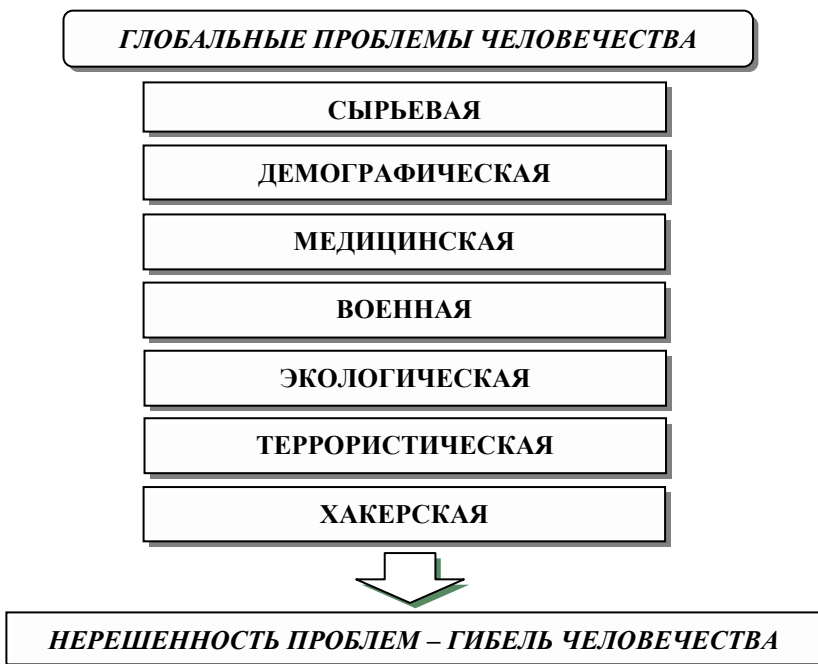 ГЛОБАЛЬНЫЕ ПРОБЛЕМЫ ЧЕЛОВЕЧЕСТВА
СЫРЬЕВАЯ
ДЕМОГРАФИЧЕСКАЯ
МЕДИЦИНСКАЯ
ВОЕННАЯ
ЭКОЛОГИЧЕСКАЯ
ТЕРРОРИСТИЧЕСКАЯ
ХАКЕРСКАЯ
НЕРЕШЕННОСТЬ ПРОБЛЕМ – ГИБЕЛЬ ЧЕЛОВЕЧЕСТВА